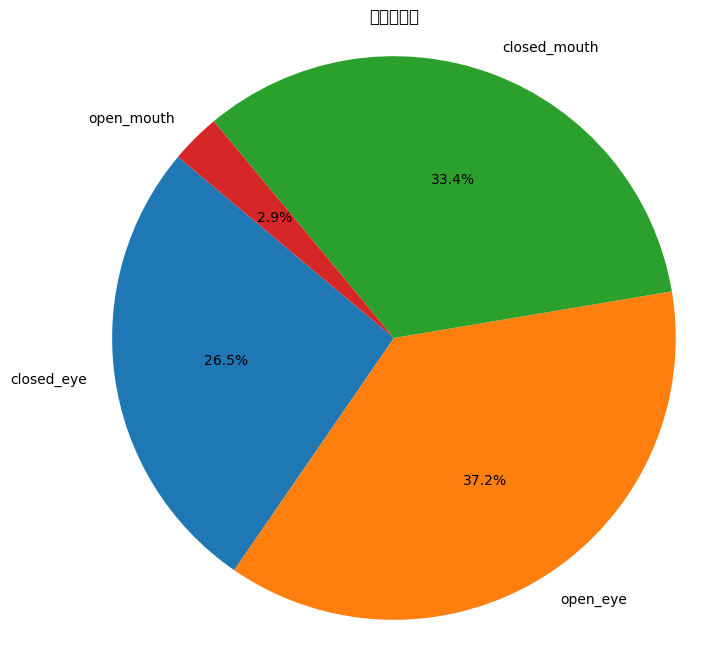 closed_mouth
open_mouth
33.4%
2.9%
26.5%
closed_eye
37.2%
open_eye